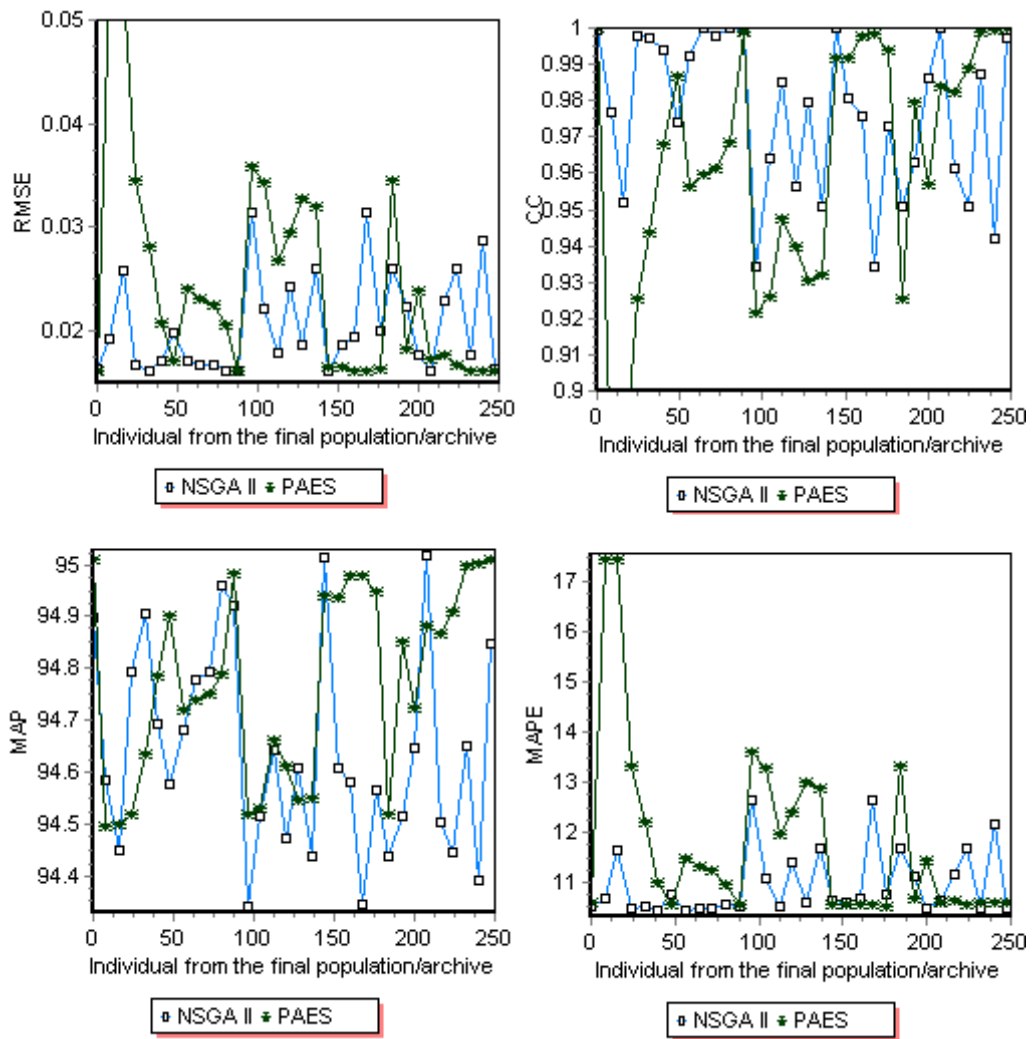 0.05
0.04
0.03
0.02
RMSE
0 50 100 150 200 250
Individual from the final population/archive
NSGA II PAES
1
0.99
0.98
0.97
0.96
0.95
0.94
0.93
0.92
0.91
0.9
CC
0 50 100 150 200 250
Individual from the final population/archive
NSGA II PAES
95
94.9
94.8
94.7
94.6
94.5
94.4
MAP
0 50 100 150 200 250
Individual from the final population/archive
NSGA II PAES
17
16
15
14
13
12
11
MAPE
0 50 100 150 200 250
Individual from the final population/archive
NSGA II PAES